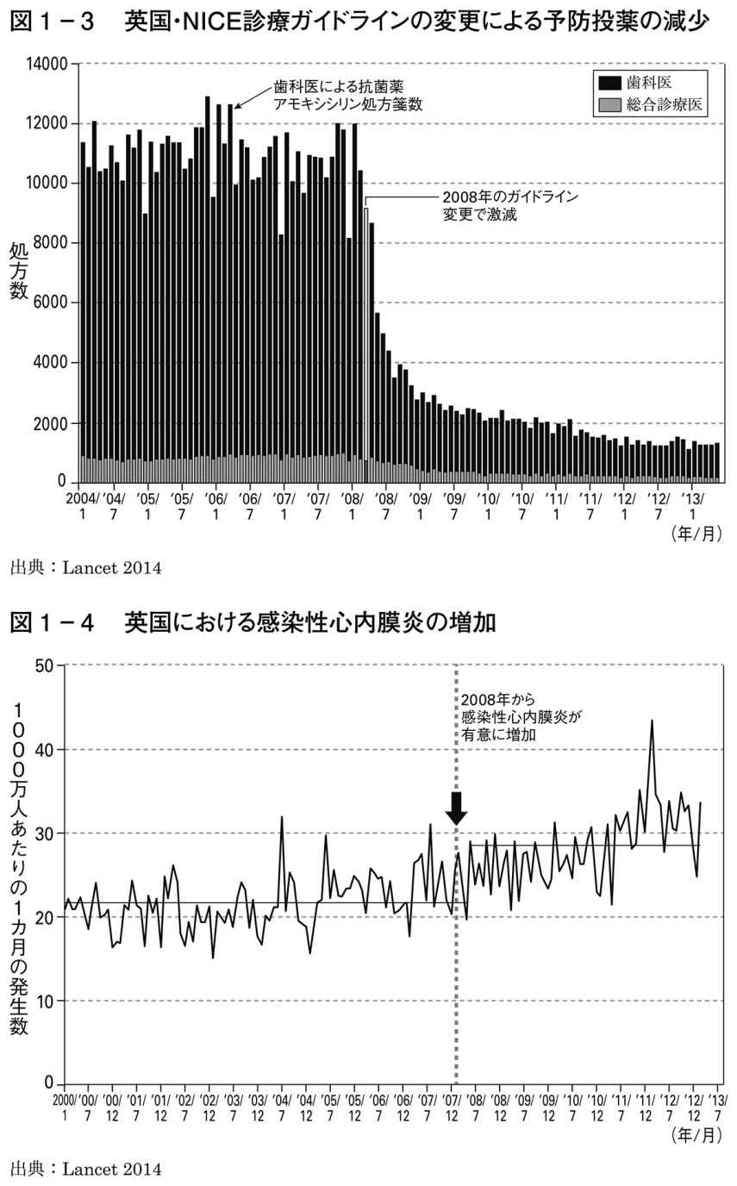 図1-3 英国・NICE診療ガイドラインの変更による予防投薬の減少
14000
12000
10000
8000
6000
4000
2000
0
処方数
歯科医による抗菌薬
アモキシシリン処方箋数
歯科医
総合診療医
2008年のガイドライン
変更で激減
2004/ '04/ '05/ '05/ '06/ '06/ '07/ '07/ '08/ '08/ '09/ '09/ '10/ '10/ '11/ '11/ '12/ '12/ '13/
1 7 1 7 1 7 1 7 1 7 1 7 1 7 1 7 1 7 1
(年/月)
出典：Lancet 2014
図1-4 英国における感染性心内膜炎の増加
50
40
30
20
10
0
1000万人あたりの1カ月の発生数
2008年から
感染性心内膜炎が
有意に増加
2000/ '00/ '00/ '01/ '01/ '02/ '02/ '03/ '03/ '04/ '04/ '05/ '05/ '06/ '06/ '07/ '07/ '08/ '08/ '09/ '09/ '10/ '10/ '11/ '11/ '12/ '12/ '13/
1 7 12 7 12 7 12 7 12 7 12 7 12 7 12 7 12 7 12 7 12 7 12 7 12 7 12 7
(年/月)
出典：Lancet 2014